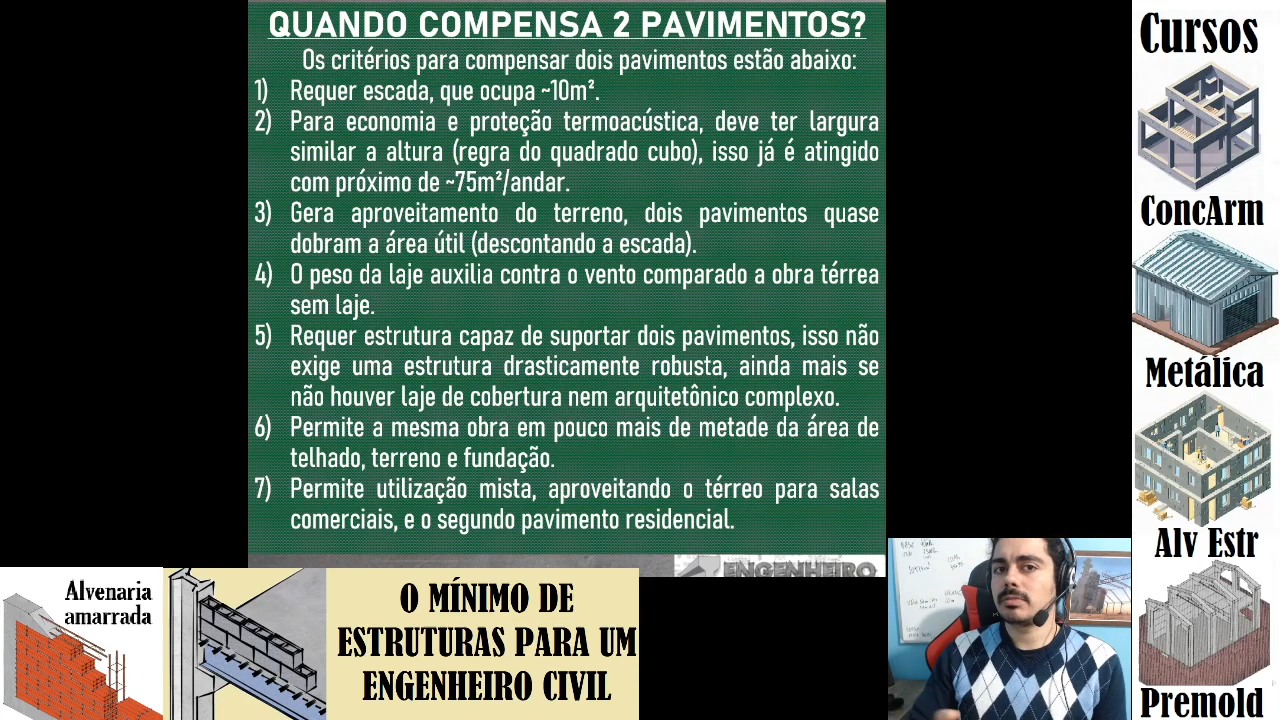 QUANDO COMPENSA 2 PAVIMENTOS?
Os critérios para compensar dois pavimentos estão abaixo:
1) Requer escada, que ocupa ~10m².
2) Para economia e proteção termoacústica, deve ter largura
similar a altura (regra do quadrado cubo), isso já é atingido
com próximo de ~75m²/andar.
3) Gera aproveitamento do terreno, dois pavimentos quase
dobram a área útil (descontando a escada).
4) O peso da laje auxilia contra o vento comparado a obra térrea
sem laje.
5) Requer estrutura capaz de suportar dois pavimentos, isso não
exige uma estrutura drasticamente robusta, ainda mais se
não houver laje de cobertura nem arquitetônico complexo.
6) Permite a mesma obra em pouco mais de metade da área de
telhado, terreno e fundação.
7) Permite utilização mista, aproveitando o térreo para salas
comerciais, e o segundo pavimento residencial.
ENGENHEIRO
Cursos
ConcArm
Metálica
Alv Estr
Premold
Alvenaria
amarrada
O MÍNIMO DE
ESTRUTURAS PARA UM
ENGENHEIRO CIVIL